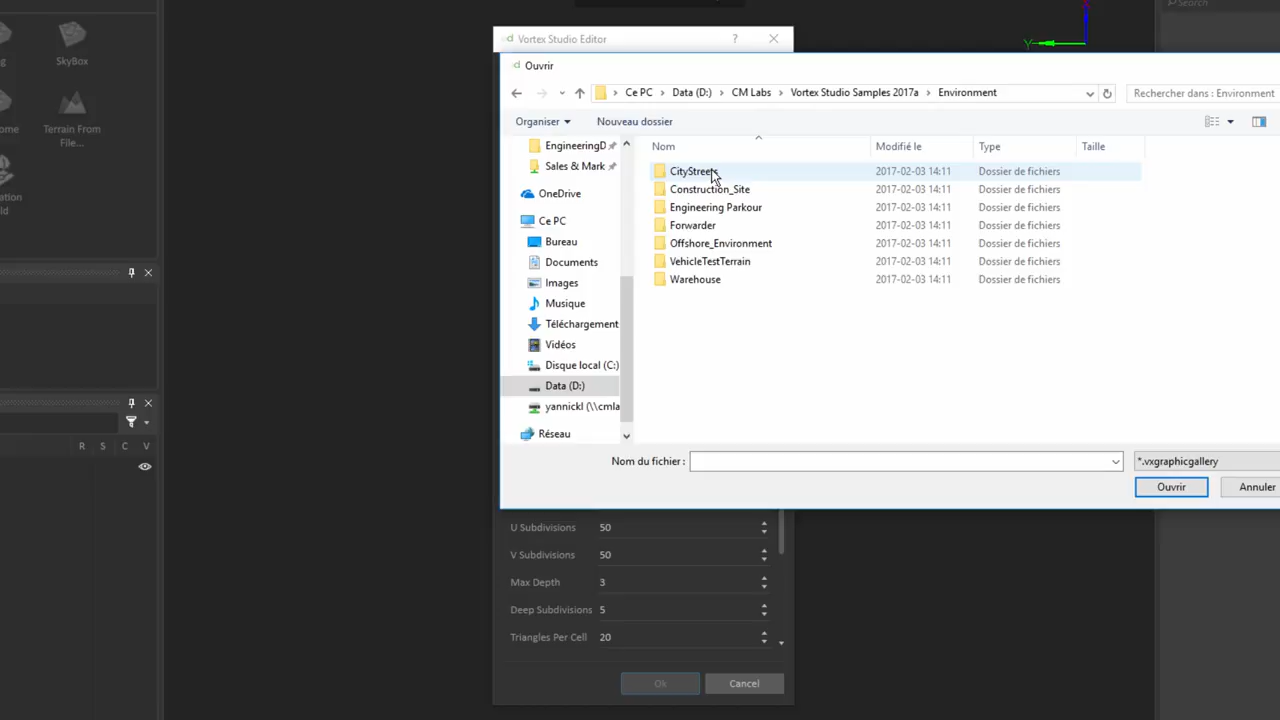 Search
Vortex Studio Editor
?
Y
SkyBox
Ouvrir
Ce PC > Data (D:) > CM Labs > Vortex Studio Samples 2017a > Environment
Rechercher dans : Environment
Organiser
Nouveau dossier
Terrain From
File...
Nom
Modifié le
Type
Taille
EngineeringD
Sales & Mark
OneDrive
Ce PC
Bureau
Documents
Images
Musique
Téléchargement
Vidéos
Disque local (C:)
Data (D:)
yannickl (\\cmla
Réseau
CityStreets 2017-02-03 14:11 Dossier de fichiers
Construction_Site 2017-02-03 14:11 Dossier de fichiers
Engineering Parkour 2017-02-03 14:11 Dossier de fichiers
Forwarder 2017-02-03 14:11 Dossier de fichiers
Offshore_Environment 2017-02-03 14:11 Dossier de fichiers
VehicleTestTerrain 2017-02-03 14:11 Dossier de fichiers
Warehouse 2017-02-03 14:11 Dossier de fichiers
R S C V
Nom du fichier :
*.vxgraphicgallery
Ouvrir
Annuler
U Subdivisions 50
V Subdivisions 50
Max Depth 3
Deep Subdivisions 5
Triangles Per Cell 20
Ok
Cancel